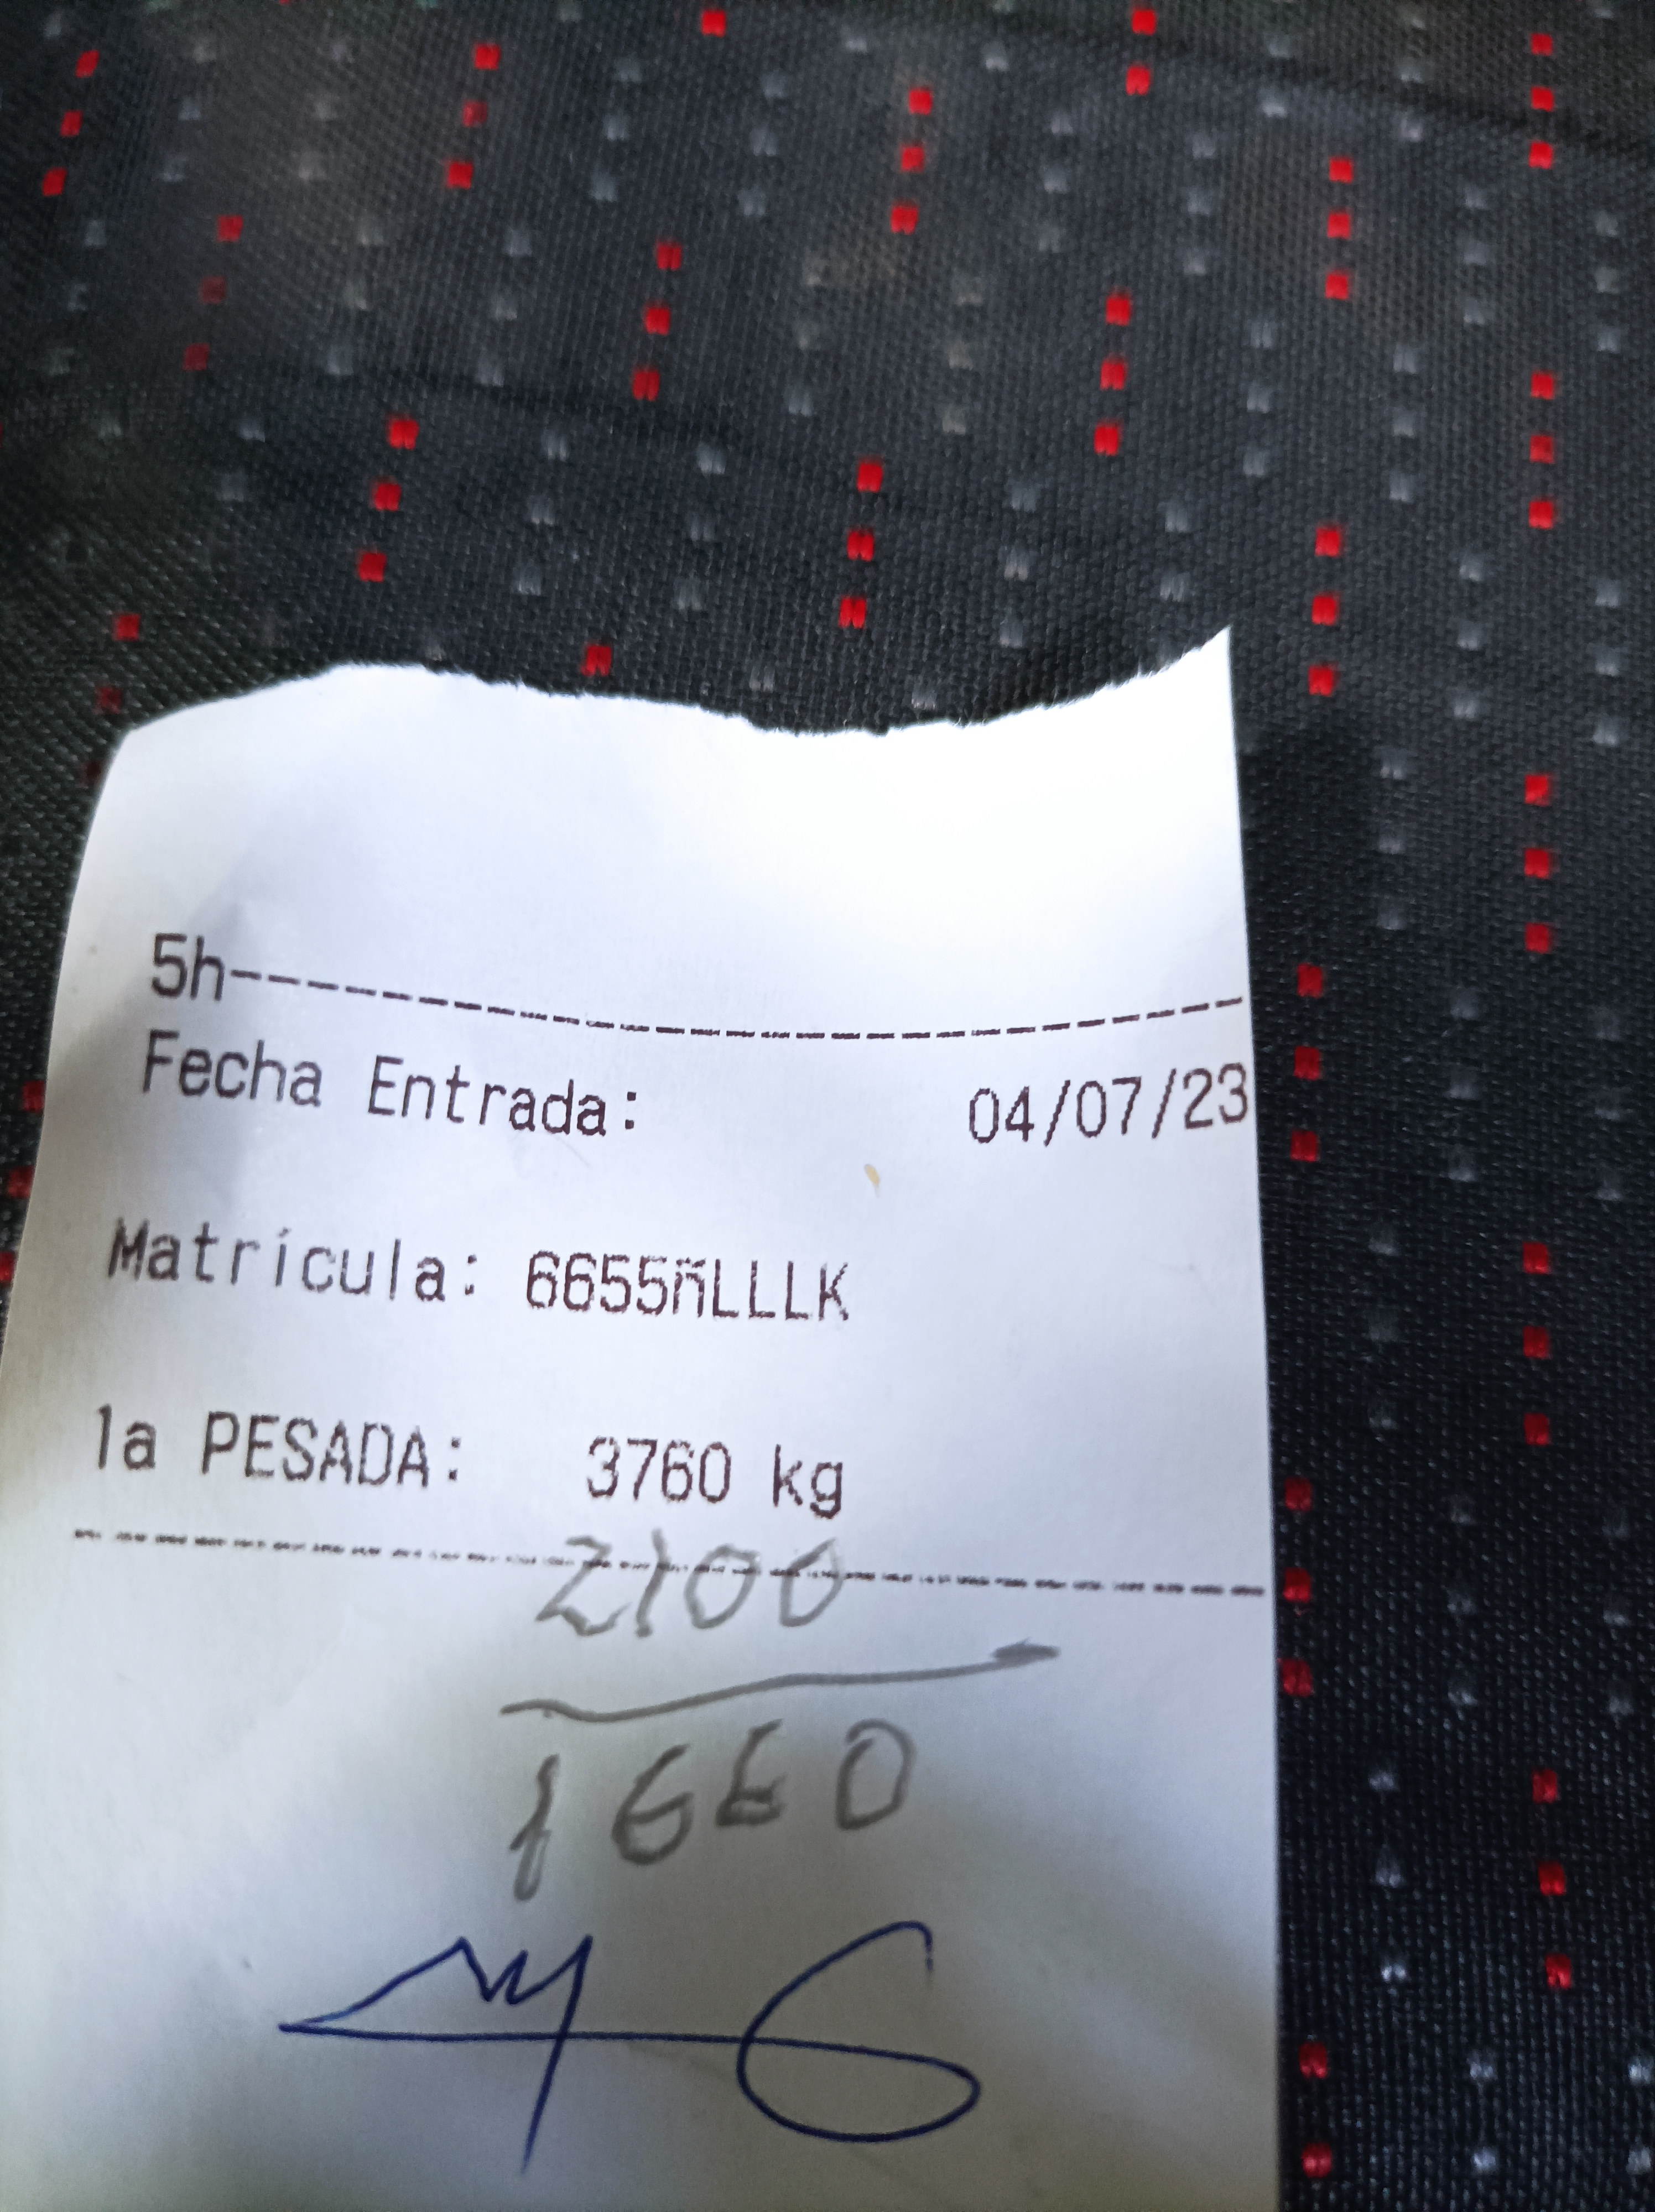 5h--------------------------------
Fecha Entrada: 04/07/23
Matrícula: 6655ñLLLK
1a PESADA: 3760 kg
2100
1660